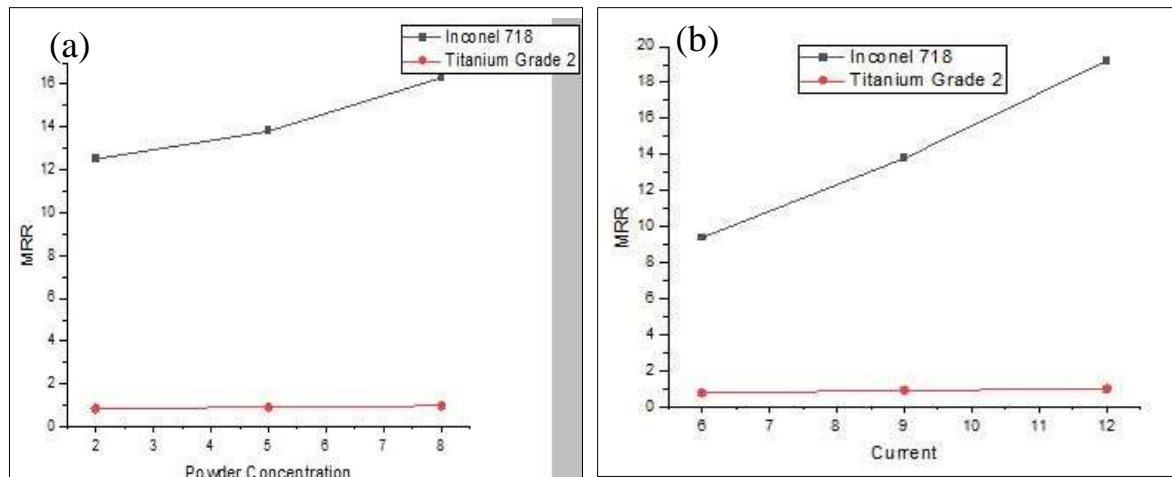 (a)
Inconel 718
Titanium Grade 2
16
14
12
10
8
6
4
2
0
MRR
2 3 4 5 6 7 8
Powder Concentration
(b)
Inconel 718
Titanium Grade 2
20
18
16
14
12
10
8
6
4
2
0
MRR
6 7 8 9 10 11 12
Current